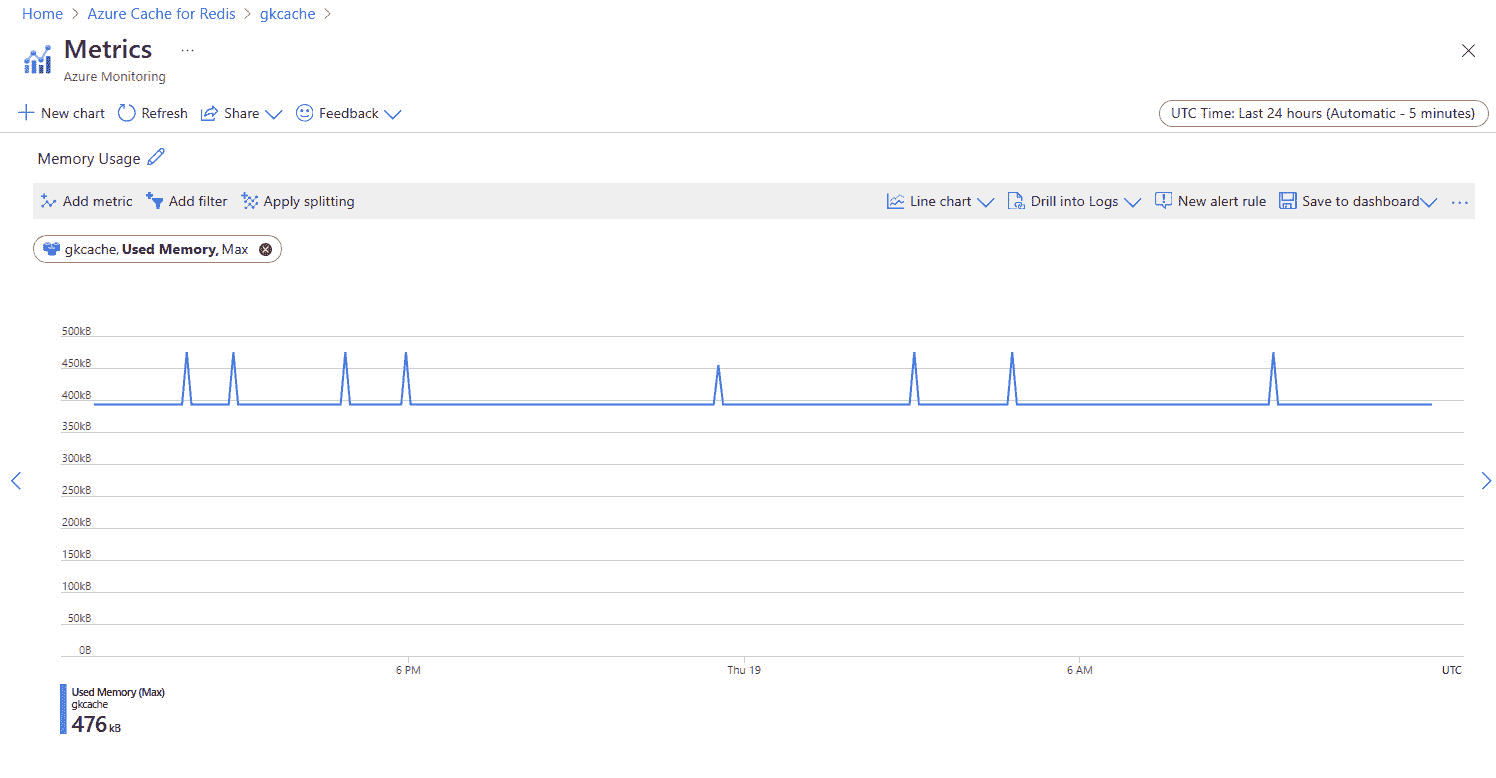 Home > Azure Cache for Redis > gkcache >
Metrics ...
Azure Monitoring
New chart Refresh Share Feedback
UTC Time: Last 24 hours (Automatic - 5 minutes)
Memory Usage
Add metric Add filter Apply splitting Line chart Drill into Logs New alert rule Save to dashboard ...
gkcache, Used Memory, Max
500kB
450kB
400kB
350kB
300kB
250kB
200kB
150kB
100kB
50kB
0B
6 PM Thu 19 6 AM UTC
Used Memory (Max)
gkcache
476 kB